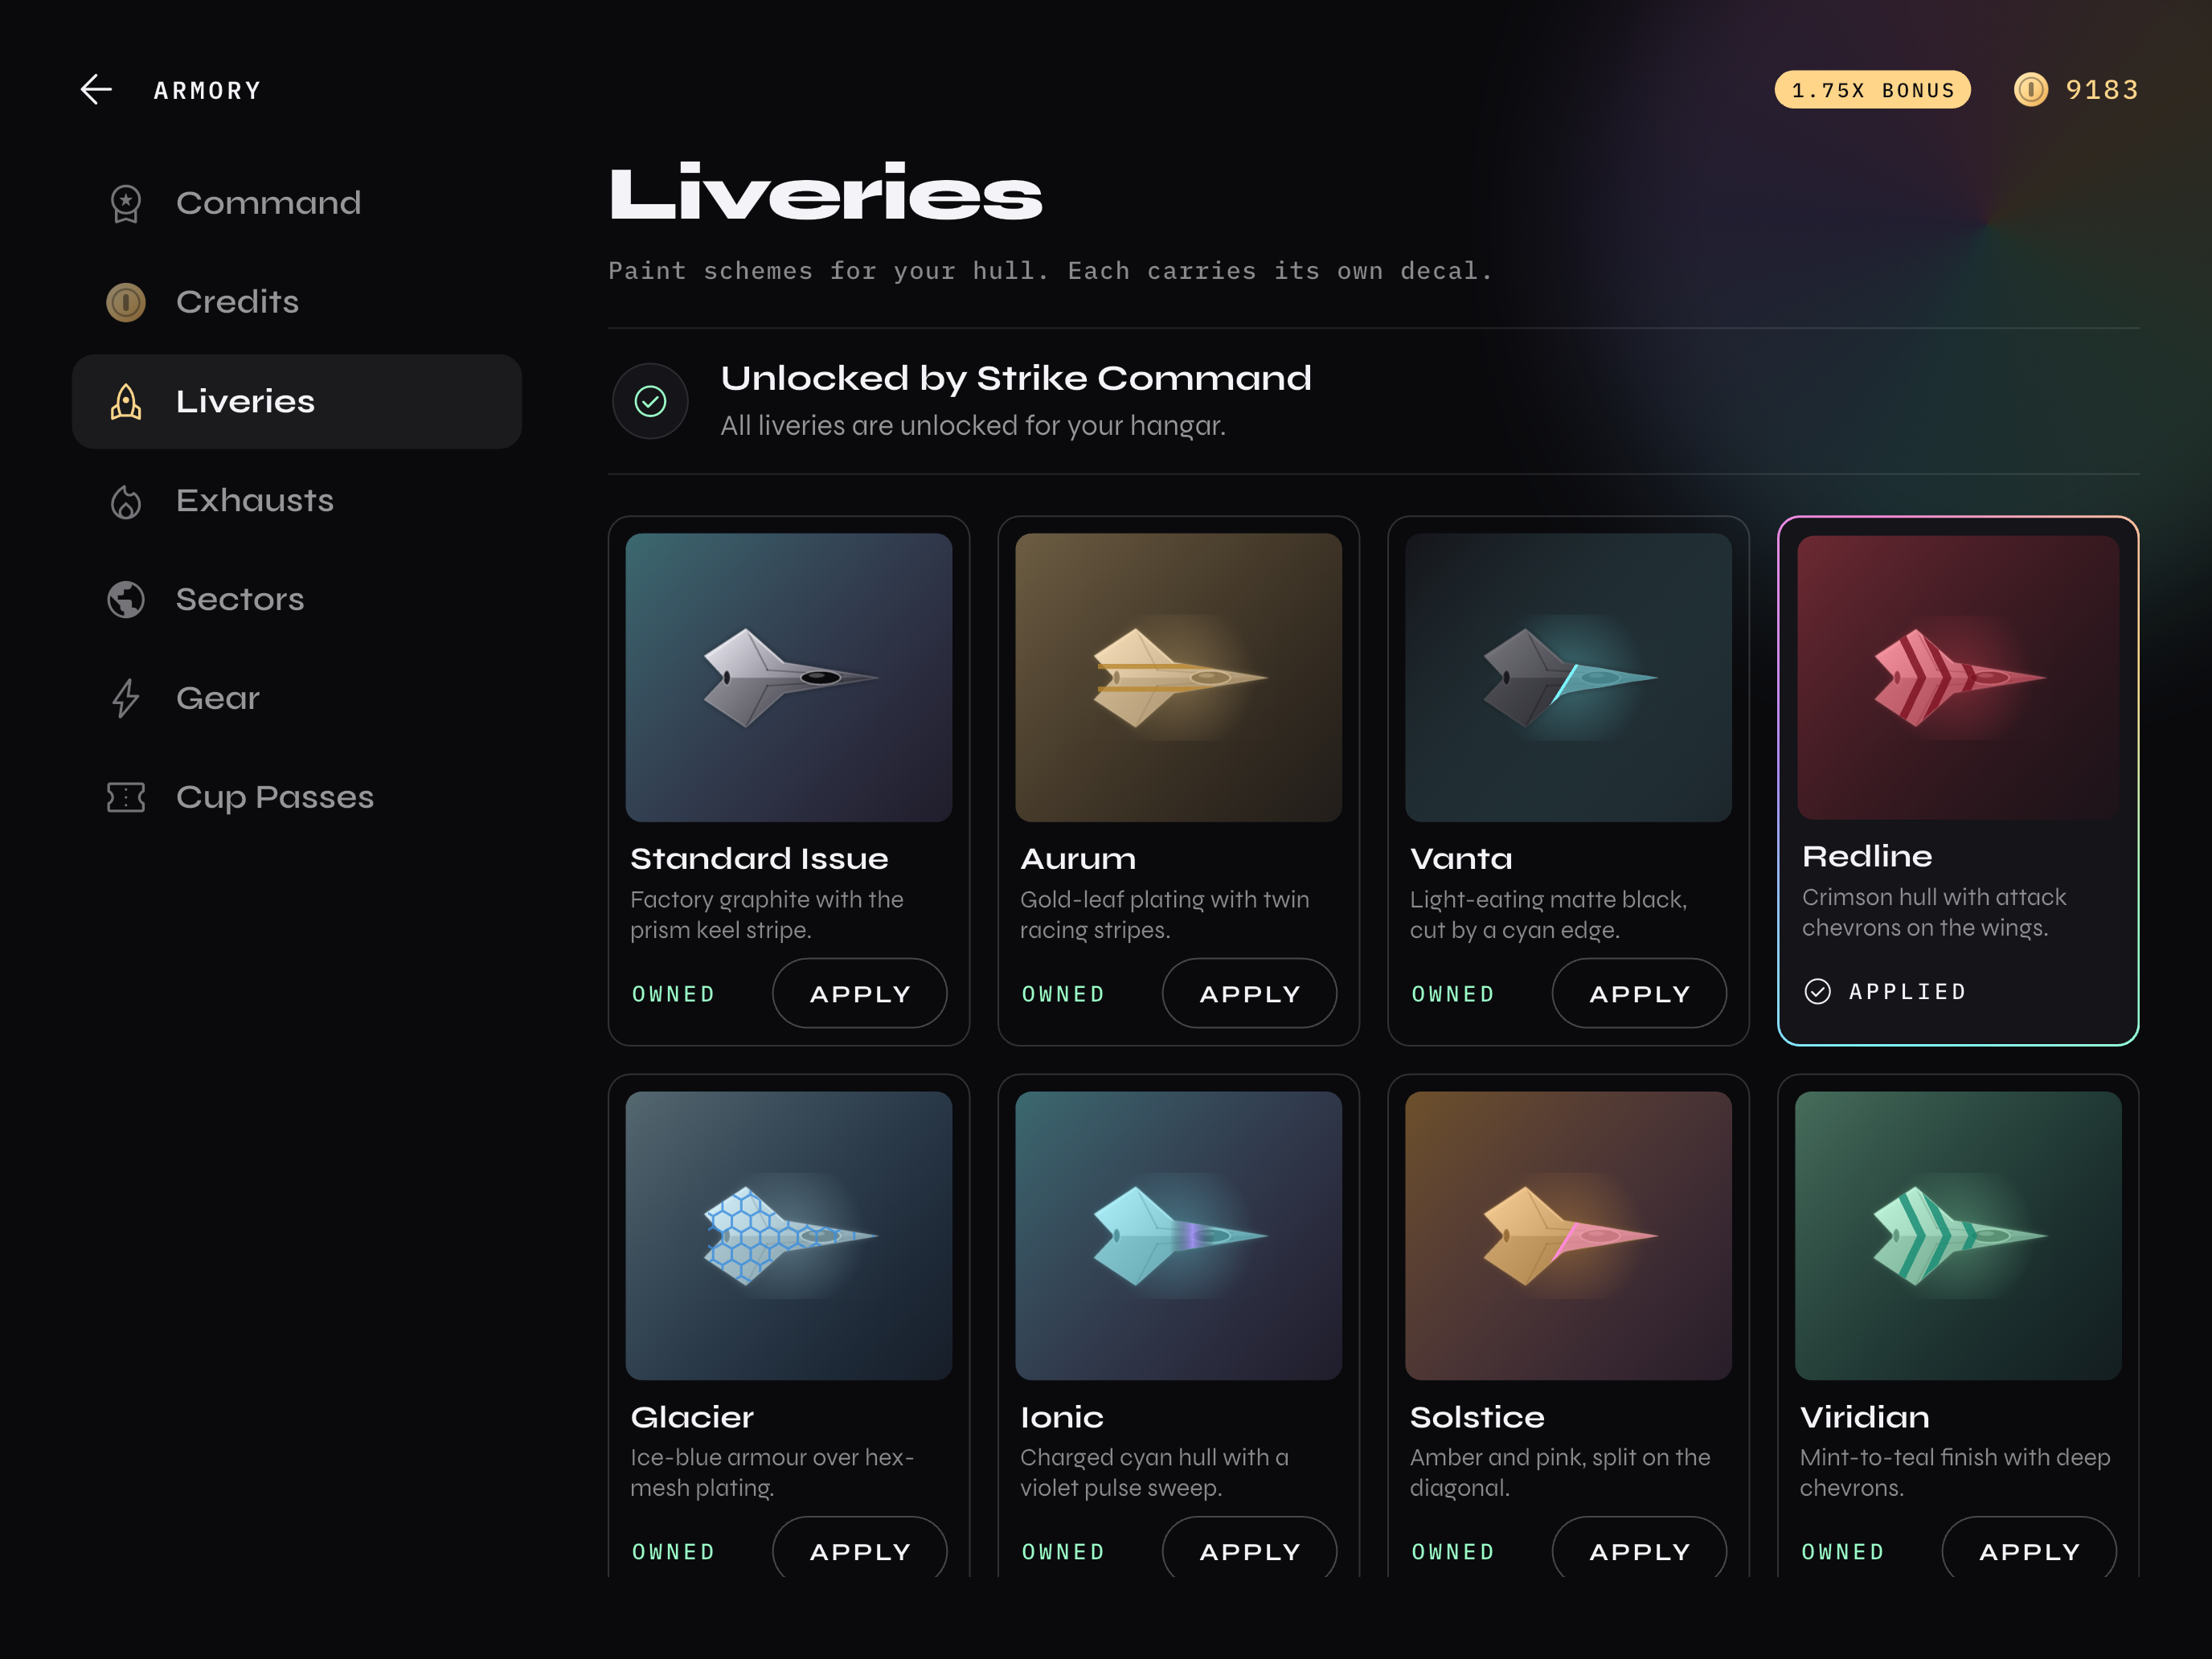 ARMORY
1.75X BONUS
9183
Command
Credits
Liveries
Exhausts
Sectors
Gear
Cup Passes
Liveries
Paint schemes for your hull. Each carries its own decal.
Unlocked by Strike Command
All liveries are unlocked for your hangar.
Standard Issue
Factory graphite with the
prism keel stripe.
OWNED
APPLY
Aurum
Gold-leaf plating with twin
racing stripes.
OWNED
APPLY
Vanta
Light-eating matte black,
cut by a cyan edge.
OWNED
APPLY
Redline
Crimson hull with attack
chevrons on the wings.
APPLIED
Glacier
Ice-blue armour over hex-
mesh plating.
OWNED
APPLY
Ionic
Charged cyan hull with a
violet pulse sweep.
OWNED
APPLY
Solstice
Amber and pink, split on the
diagonal.
OWNED
APPLY
Viridian
Mint-to-teal finish with deep
chevrons.
OWNED
APPLY